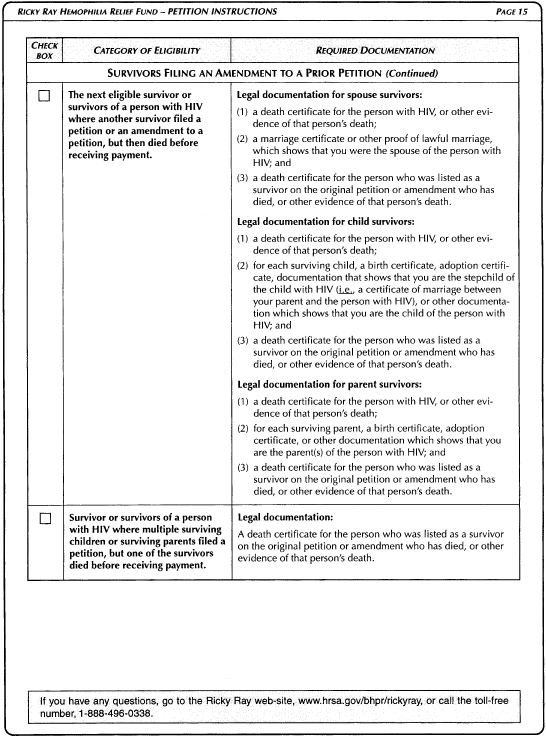 RICKY RAY HEMOPHILIA RELIEF FUND – PETITION INSTRUCTIONS PAGE 15
CHECK
BOX
CATEGORY OF ELIGIBILITY
REQUIRED DOCUMENTATION
SURVIVORS FILING AN AMENDMENT TO A PRIOR PETITION (Continued)
The next eligible survivor or
survivors of a person with HIV
where another survivor filed a
petition or an amendment to a
petition, but then died before
receiving payment.
Legal documentation for spouse survivors:
(1) a death certificate for the person with HIV, or other evi-
dence of that person's death;
(2) a marriage certificate or other proof of lawful marriage,
which shows that you were the spouse of the person with
HIV; and
(3) a death certificate for the person who was listed as a
survivor on the original petition or amendment who has
died, or other evidence of that person's death.
Legal documentation for child survivors:
(1) a death certificate for the person with HIV, or other evi-
dence of that person's death;
(2) for each surviving child, a birth certificate, adoption certifi-
cate, documentation that shows that you are the stepchild of
the child with HIV (i.e., a certificate of marriage between
your parent and the person with HIV), or other documenta-
tion which shows that you are the child of the person with
HIV; and
(3) a death certificate for the person who was listed as a
survivor on the original petition or amendment who has
died, or other evidence of that person's death.
Legal documentation for parent survivors:
(1) a death certificate for the person with HIV, or other evi-
dence of that person's death;
(2) for each surviving parent, a birth certificate, adoption
certificate, or other documentation which shows that you
are the parent(s) of the person with HIV; and
(3) a death certificate for the person who was listed as a
survivor on the original petition or amendment who has
died, or other evidence of that person's death.
Survivor or survivors of a person
with HIV where multiple surviving
children or surviving parents filed a
petition, but one of the survivors
died before receiving payment.
Legal documentation:
A death certificate for the person who was listed as a survivor
on the original petition or amendment who has died, or other
evidence of that person's death.
If you have any questions, go to the Ricky Ray web-site, www.hrsa.gov/bhpr/rickyray, or call the toll-free
number, 1-888-496-0338.